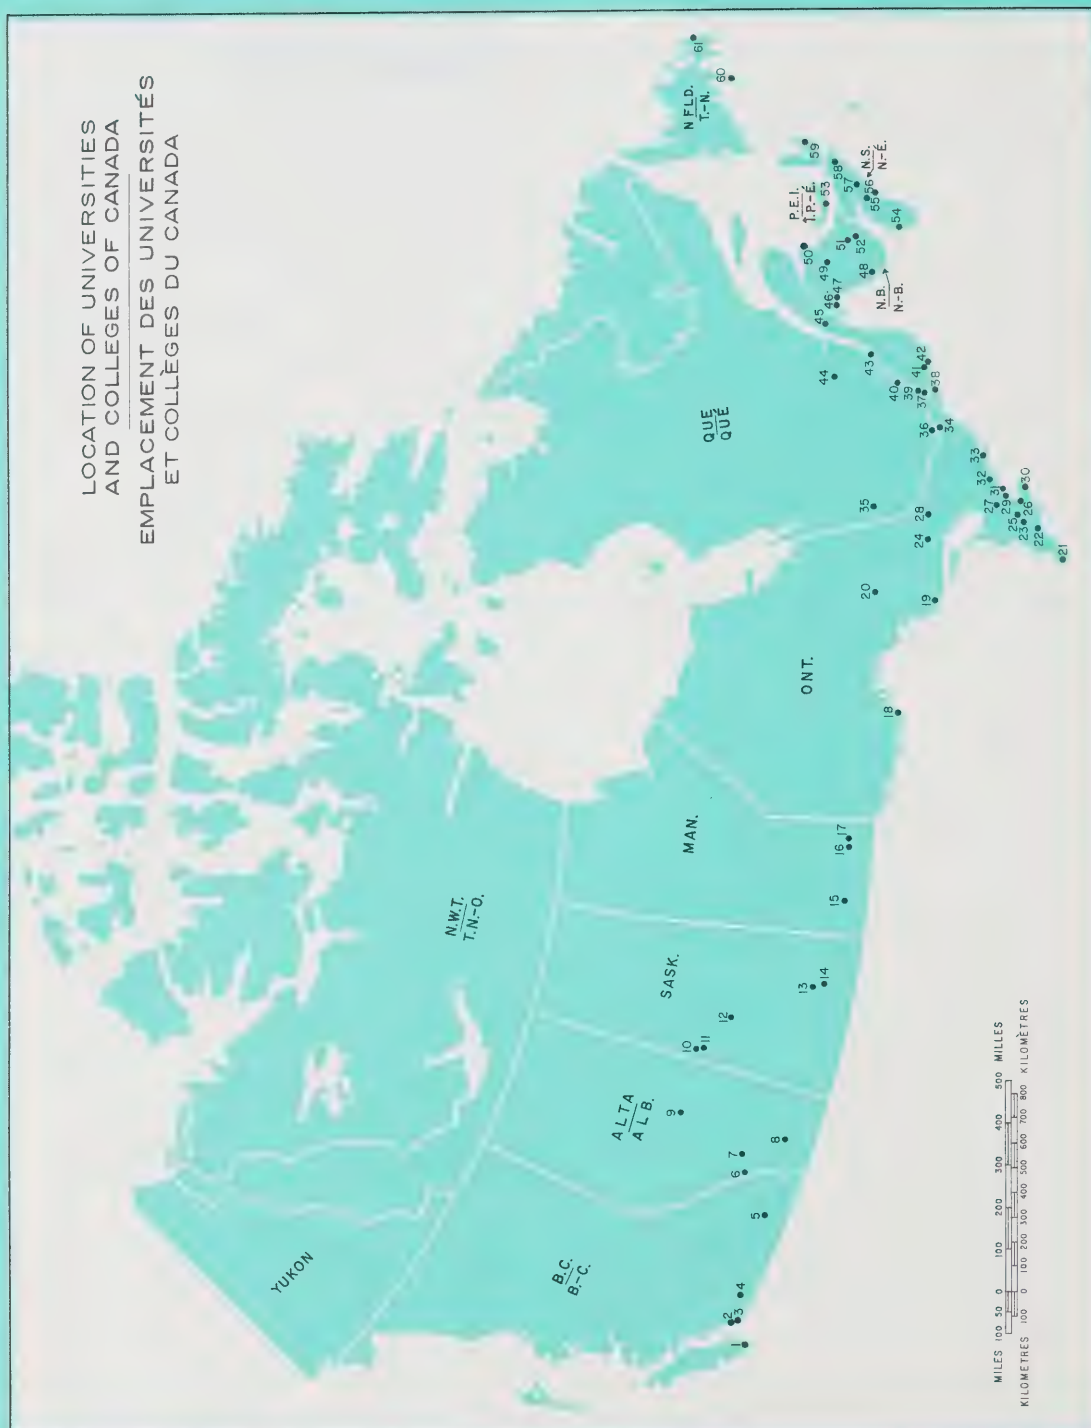 LOCATION OF UNIVERSITIES
AND COLLEGES OF CANADA
EMPLACEMENT DES UNIVERSITÉS
ET COLLÈGES DU CANADA
YUKON
N.W.T.
T.N.-O.
B.C.
B.-C.
ALTA
ALB.
SASK.
MAN.
ONT.
QUE
QUÉ
NFLD.
T.-N.
P.E.I.
I.P.-É.
N.S.
N.-É.
N.B.
N.-B.
1
2
3
4
5
6
7
8
9
10
11
12
13
14
15
16
17
18
19
20
21
22
23
24
25
26
27
28
29
30
31
32
33
34
35
36
37
38
39
40
41
42
43
44
45
46
47
48
49
50
51
52
53
54
55
56
57
58
59
60
61
MILES 100 50 0 100 200 300 400 500 MILLES
KILOMETRES 100 0 100 200 300 400 500 600 700 800 KILOMÈTRES